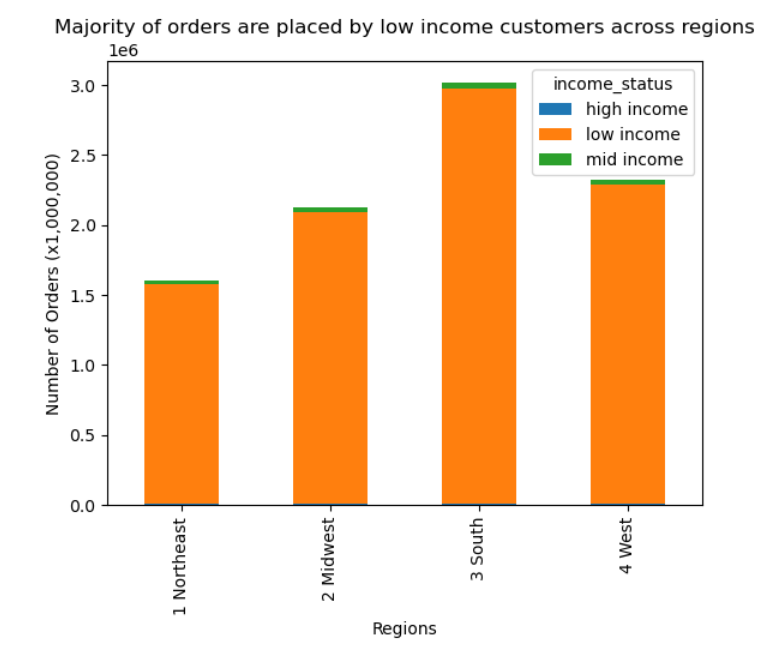 Majority of orders are placed by low income customers across regions
1e6
3.0
2.5
2.0
1.5
1.0
0.5
0.0
Number of Orders (x1,000,000)
income_status
high income
low income
mid income
1 Northeast
2 Midwest
3 South
4 West
Regions